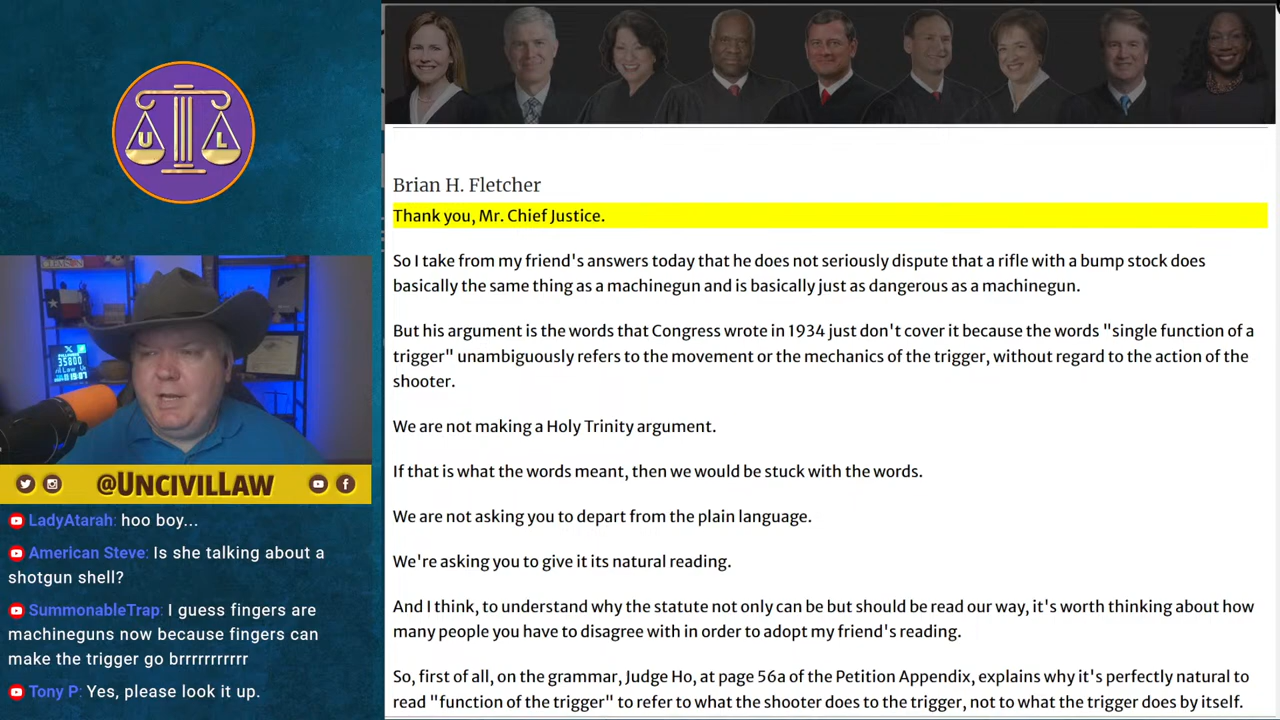 U L
35800
@UNCIVILLAW
LadyAtarah: hoo boy...
American Steve: Is she talking about a
shotgun shell?
SummonableTrap: I guess fingers are
machineguns now because fingers can
make the trigger go brrrrrrrrrr
Tony P: Yes, please look it up.
Brian H. Fletcher
Thank you, Mr. Chief Justice.
So I take from my friend's answers today that he does not seriously dispute that a rifle with a bump stock does
basically the same thing as a machinegun and is basically just as dangerous as a machinegun.
But his argument is the words that Congress wrote in 1934 just don't cover it because the words "single function of a
trigger" unambiguously refers to the movement or the mechanics of the trigger, without regard to the action of the
shooter.
We are not making a Holy Trinity argument.
If that is what the words meant, then we would be stuck with the words.
We are not asking you to depart from the plain language.
We're asking you to give it its natural reading.
And I think, to understand why the statute not only can be but should be read our way, it's worth thinking about how
many people you have to disagree with in order to adopt my friend's reading.
So, first of all, on the grammar, Judge Ho, at page 56a of the Petition Appendix, explains why it's perfectly natural to
read "function of the trigger" to refer to what the shooter does to the trigger, not to what the trigger does by itself.